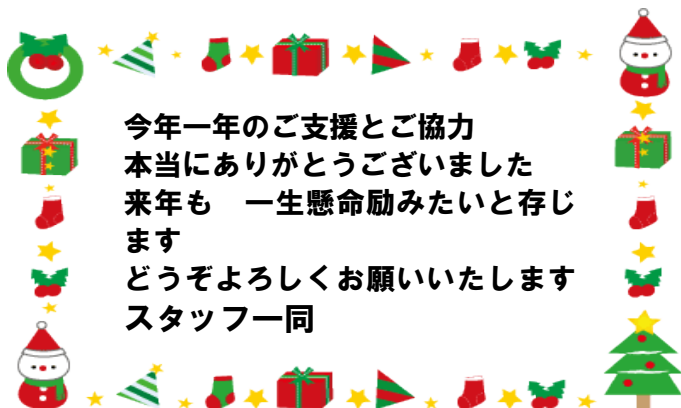 今年一年のご支援とご協力
本当にありがとうございました
来年も　一生懸命励みたいと存じ
ます
どうぞよろしくお願いいたします
スタッフ一同